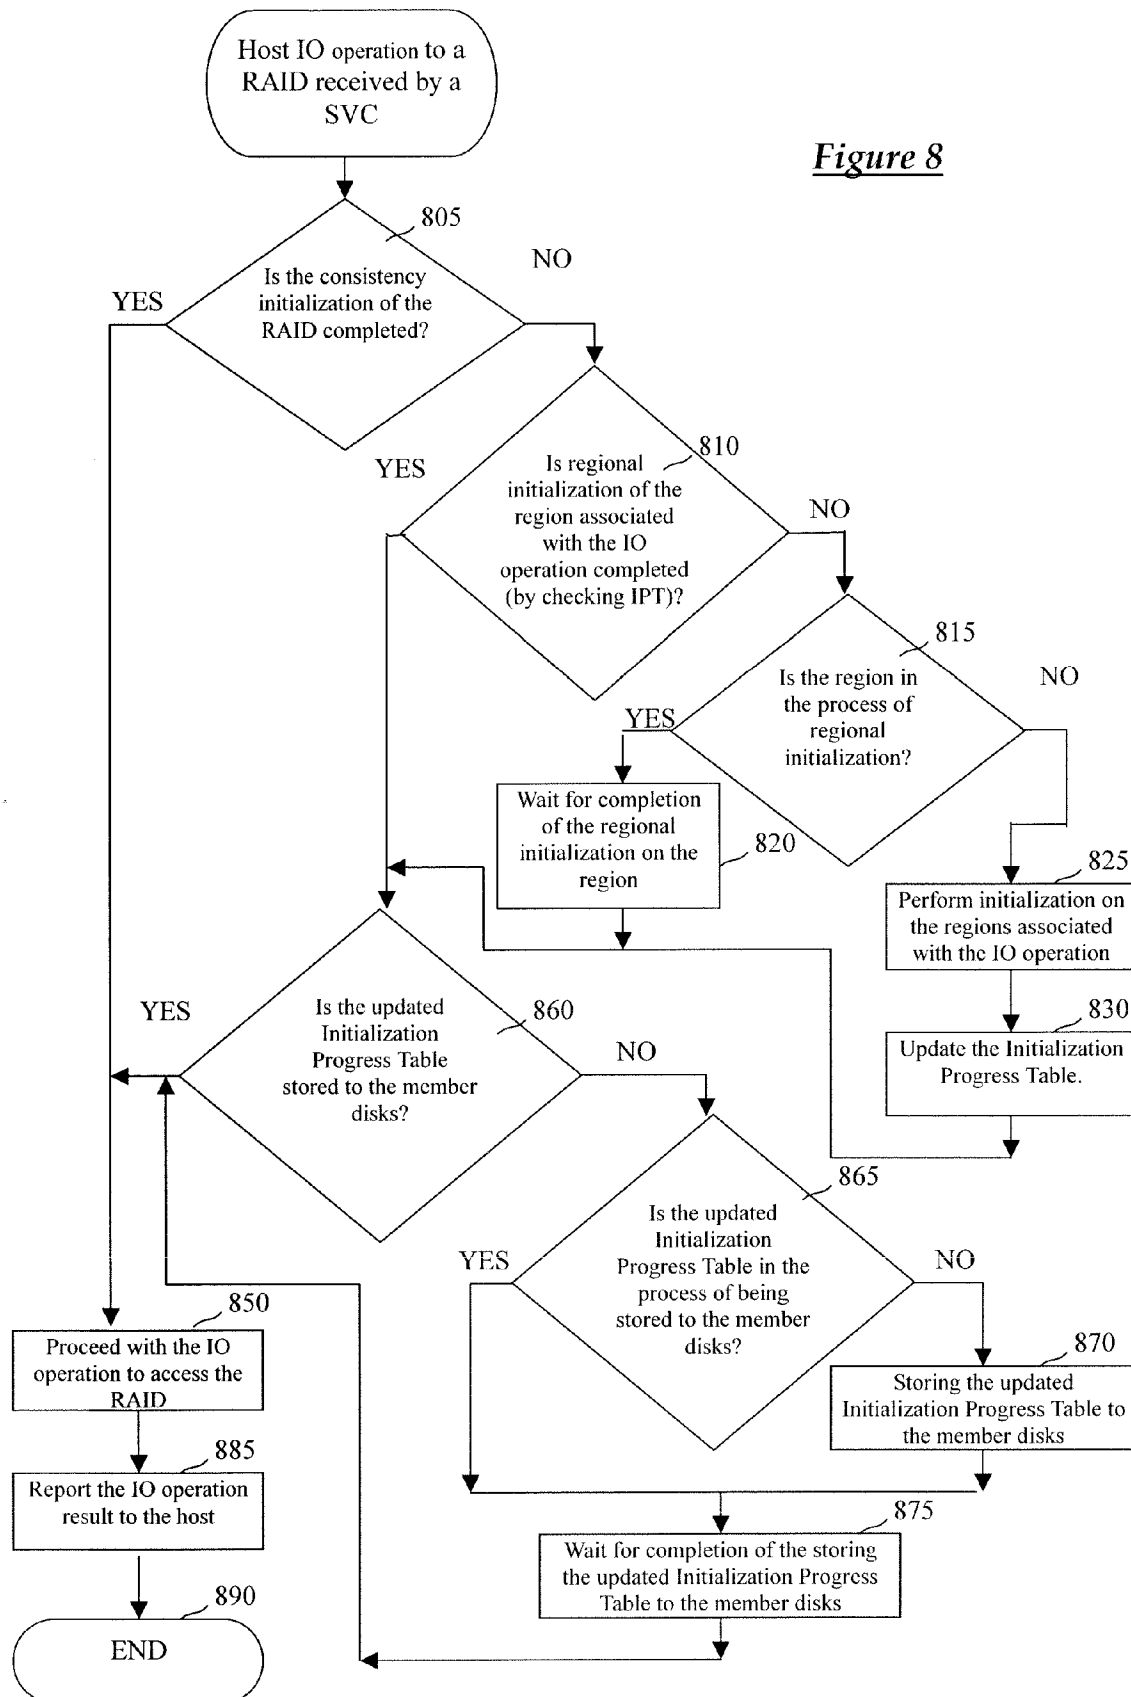 Host IO operation to a
RAID received by a
SVC
Figure 8
805
Is the consistency
initialization of the
RAID completed?
YES
NO
810
Is regional
initialization of the
region associated
with the IO
operation completed
(by checking IPT)?
YES
NO
815
Is the region in
the process of
regional
initialization?
YES
NO
Wait for completion
of the regional
initialization on the
region
820
825
Perform initialization on
the regions associated
with the IO operation
830
Update the Initialization
Progress Table.
860
Is the updated
Initialization
Progress Table
stored to the member
disks?
YES
NO
865
Is the updated
Initialization
Progress Table in the
process of being
stored to the member
disks?
YES
NO
850
Proceed with the IO
operation to access the
RAID
870
Storing the updated
Initialization Progress Table to
the member disks
885
Report the IO operation
result to the host
875
Wait for completion of the storing
the updated Initialization Progress
Table to the member disks
890
END